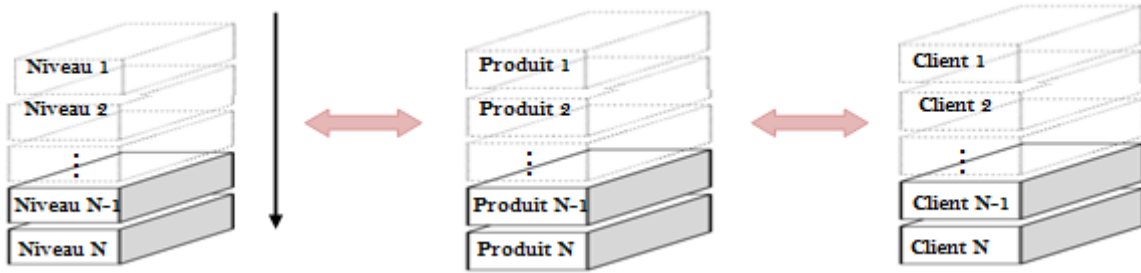 Niveau 1
Niveau 2
⋮
Niveau N-1
Niveau N
Produit 1
Produit 2
⋮
Produit N-1
Produit N
Client 1
Client 2
⋮
Client N-1
Client N